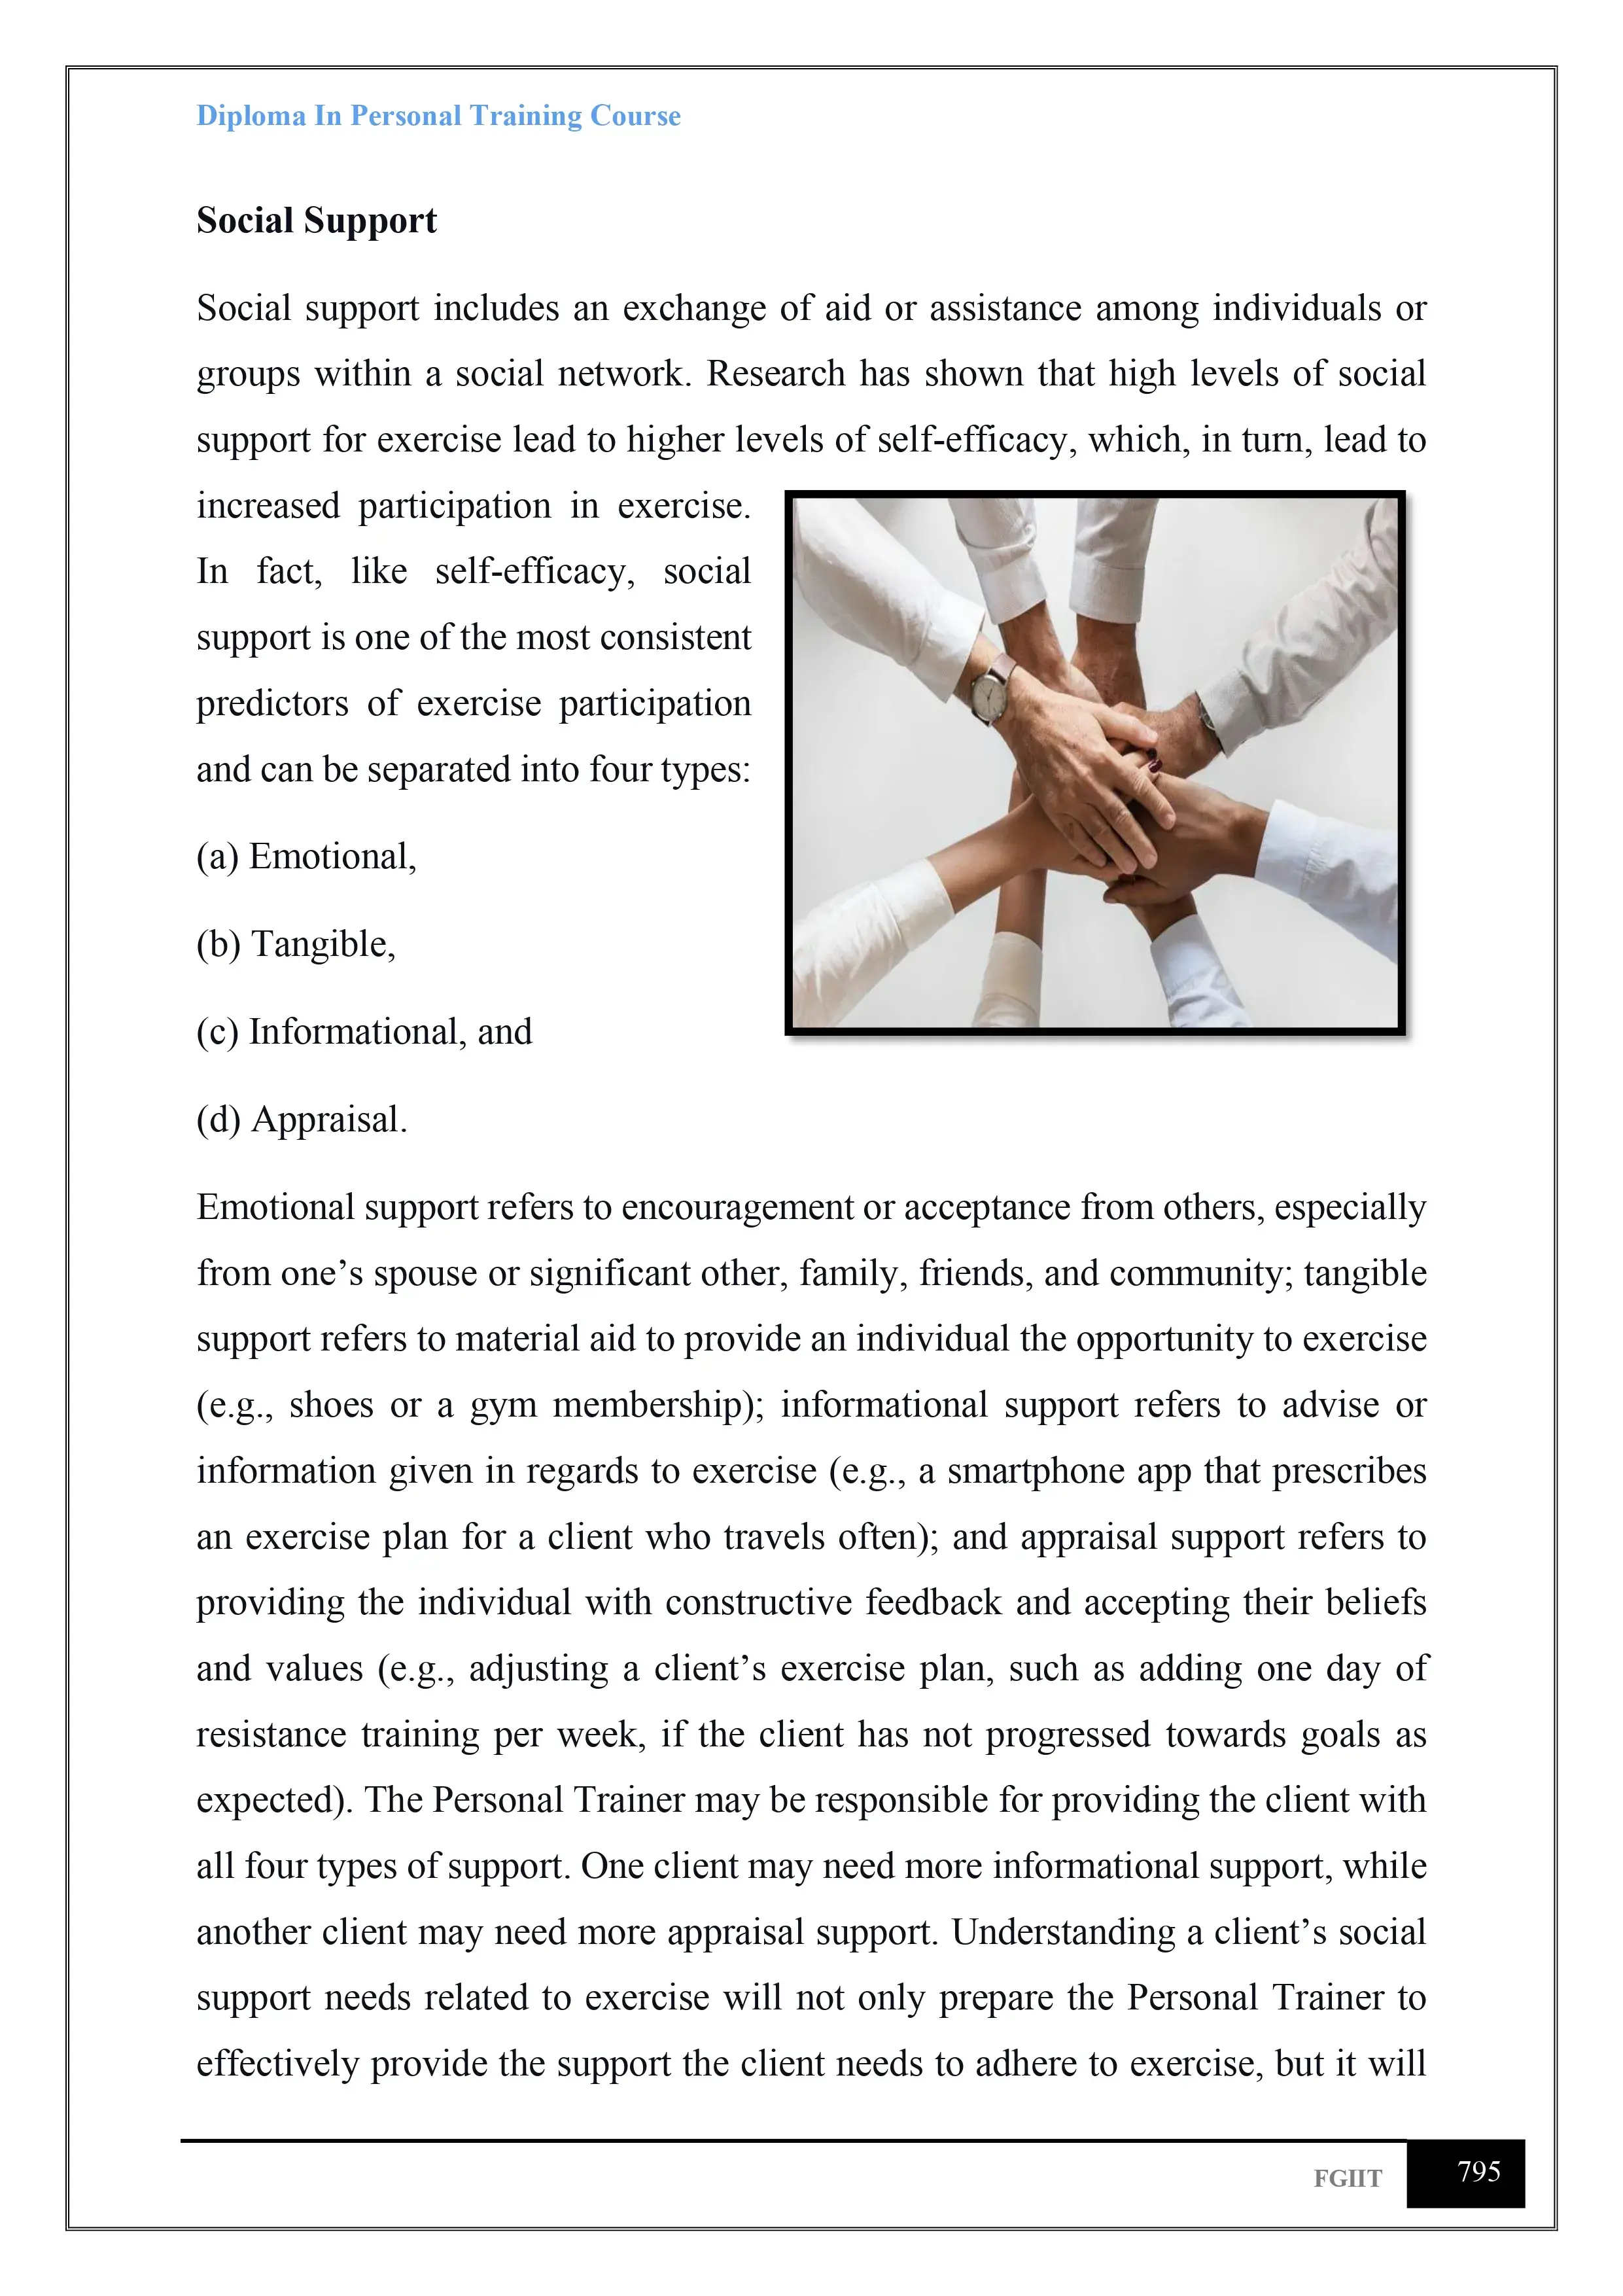 Diploma In Personal Training Course
Social Support
Social support includes an exchange of aid or assistance among individuals or
groups within a social network. Research has shown that high levels of social
support for exercise lead to higher levels of self-efficacy, which, in turn, lead to
increased participation in exercise.
In fact, like self-efficacy, social
support is one of the most consistent
predictors of exercise participation
and can be separated into four types:
(a) Emotional,
(b) Tangible,
(c) Informational, and
(d) Appraisal.
Emotional support refers to encouragement or acceptance from others, especially
from one’s spouse or significant other, family, friends, and community; tangible
support refers to material aid to provide an individual the opportunity to exercise
(e.g., shoes or a gym membership); informational support refers to advise or
information given in regards to exercise (e.g., a smartphone app that prescribes
an exercise plan for a client who travels often); and appraisal support refers to
providing the individual with constructive feedback and accepting their beliefs
and values (e.g., adjusting a client’s exercise plan, such as adding one day of
resistance training per week, if the client has not progressed towards goals as
expected). The Personal Trainer may be responsible for providing the client with
all four types of support. One client may need more informational support, while
another client may need more appraisal support. Understanding a client’s social
support needs related to exercise will not only prepare the Personal Trainer to
effectively provide the support the client needs to adhere to exercise, but it will
FGIIT 795